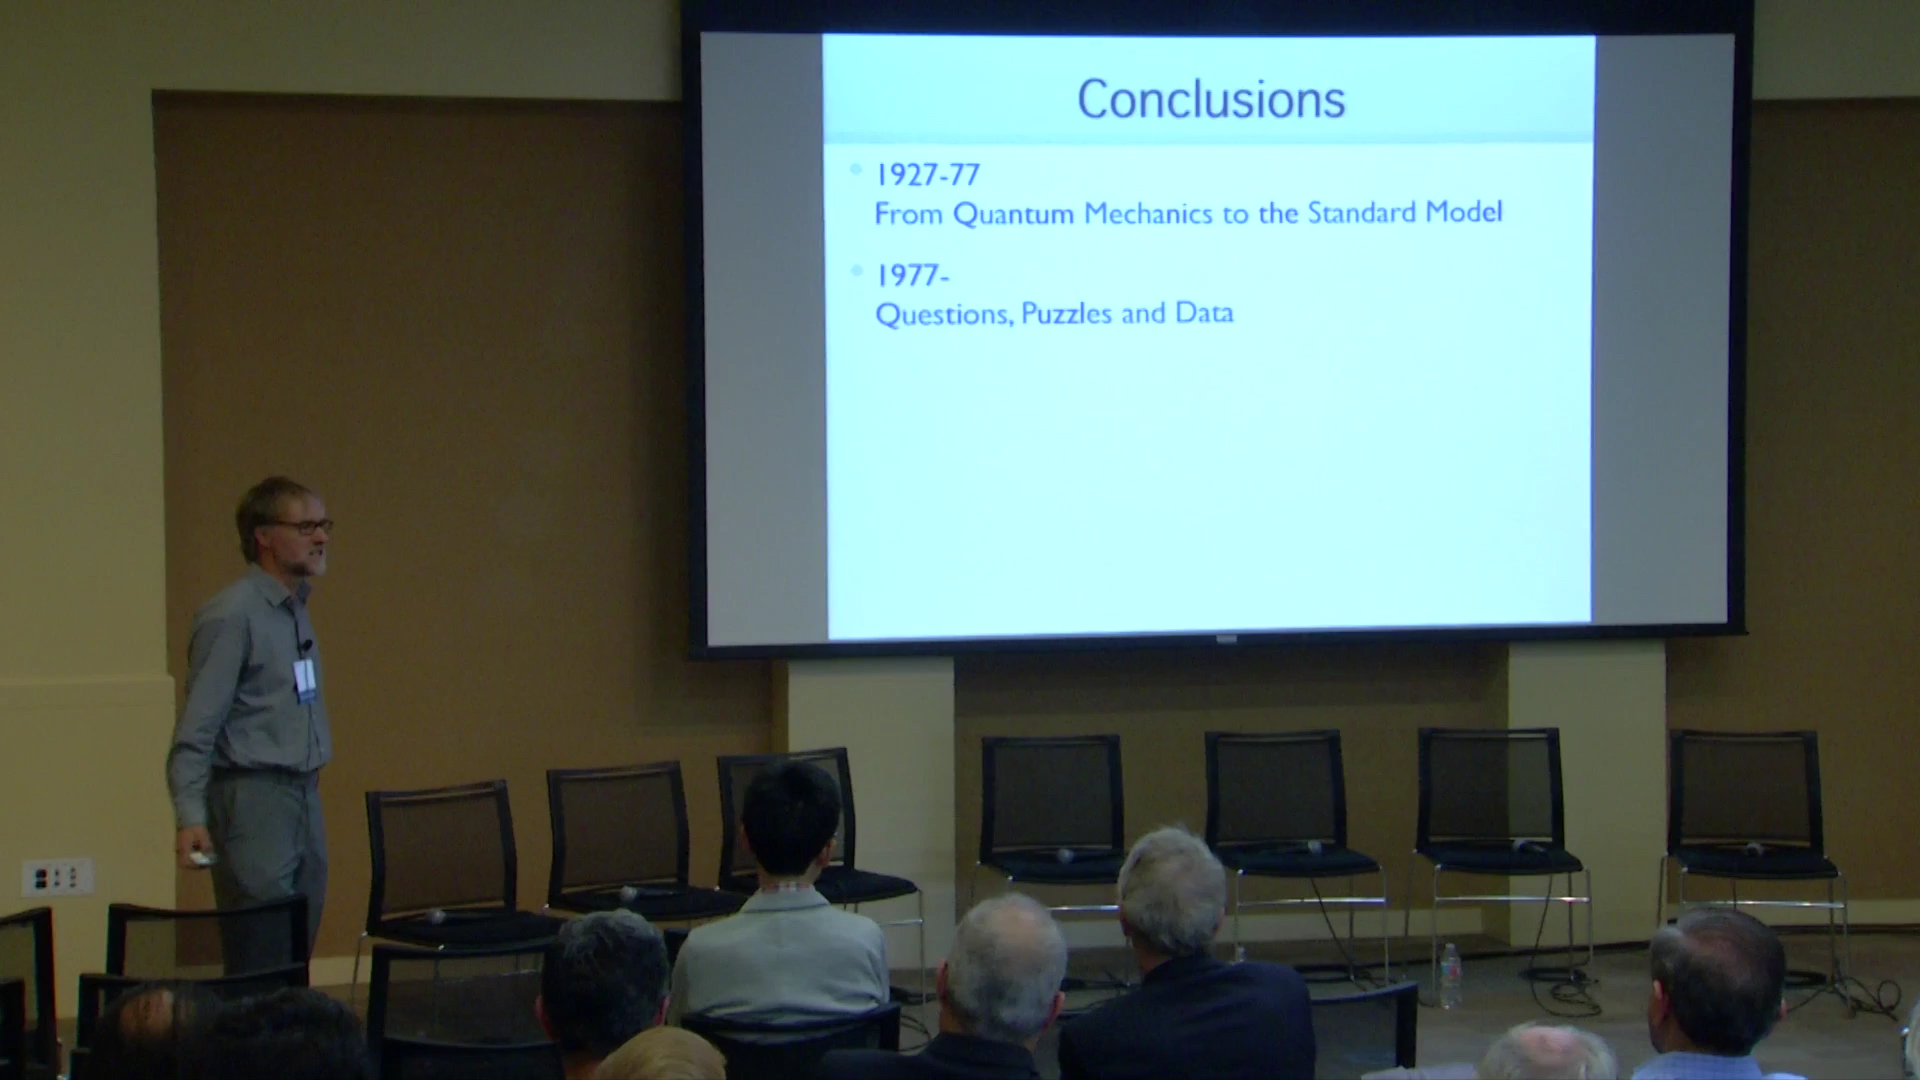 Conclusions
1927-77
From Quantum Mechanics to the Standard Model
1977-
Questions, Puzzles and Data